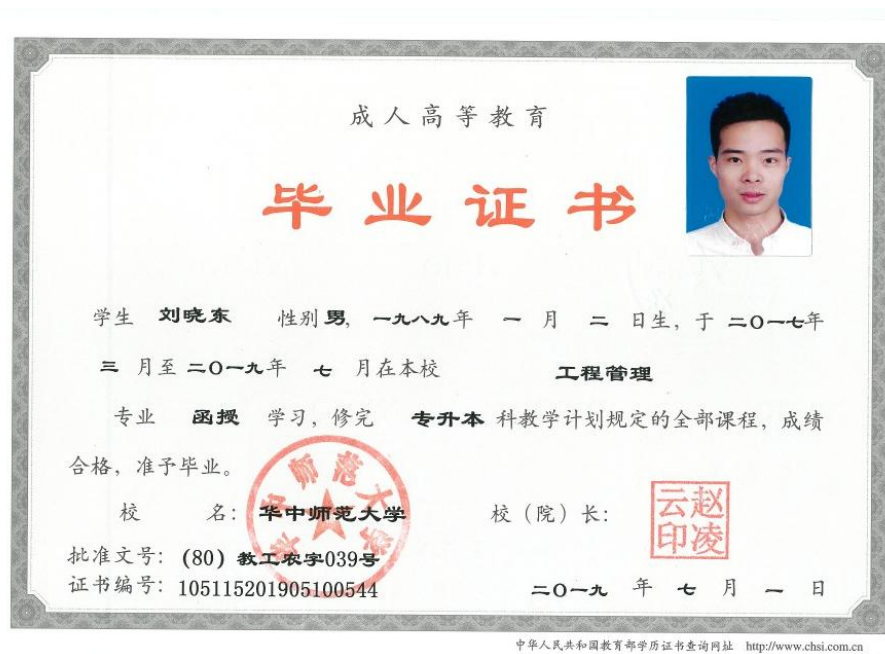 成人高等教育
毕业证书
学生 刘晓东 性别 男, 一九八九年 一 月 二 日生, 于 二〇一七年
三 月至 二〇一九年 七 月在本校 工程管理
专业 函授 学习, 修完 专升本 科教学计划规定的全部课程, 成绩
合格, 准予毕业。
校 名: 华中师范大学 校(院)长: 赵凌云印
批准文号: (80) 教工农字039号
证书编号: 105115201905100544 二〇一九 年 七 月 一 日
华中师范大学
中华人民共和国教育部学历证书查询网址 http://www.chsi.com.cn